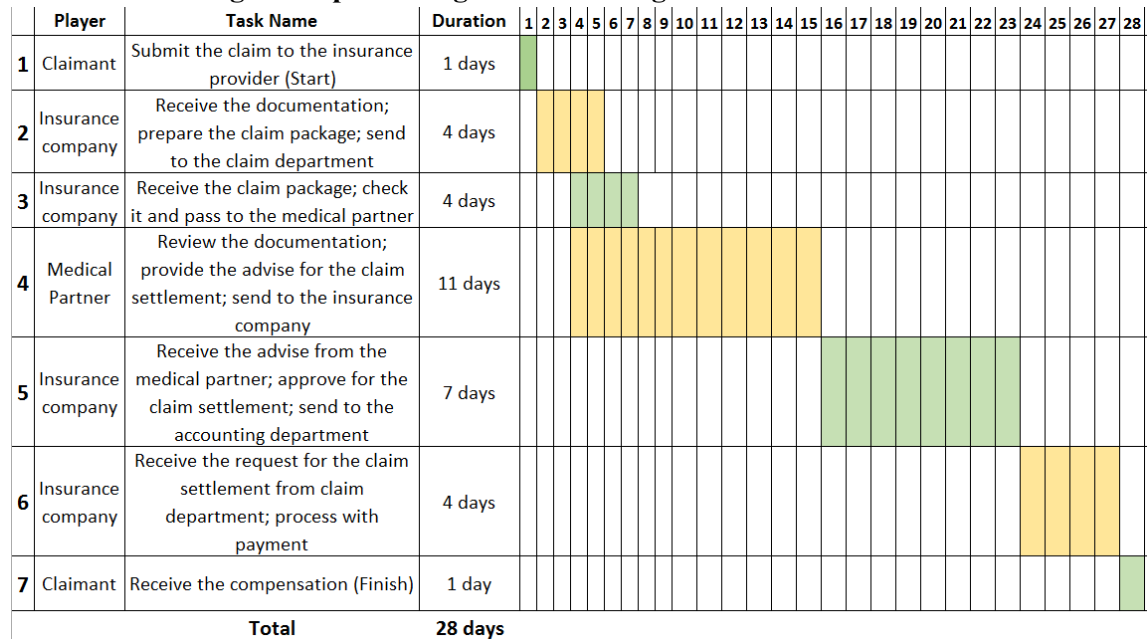 Player Task Name Duration 1 2 3 4 5 6 7 8 9 10 11 12 13 14 15 16 17 18 19 20 21 22 23 24 25 26 27 28
1 Claimant Submit the claim to the insurance
provider (Start) 1 days
2 Insurance
company Receive the documentation;
prepare the claim package; send
to the claim department 4 days
3 Insurance
company Receive the claim package; check
it and pass to the medical partner 4 days
4 Medical
Partner Review the documentation;
provide the advise for the claim
settlement; send to the insurance
company 11 days
5 Insurance
company Receive the advise from the
medical partner; approve for the
claim settlement; send to the
accounting department 7 days
6 Insurance
company Receive the request for the claim
settlement from claim
department; process with
payment 4 days
7 Claimant Receive the compensation (Finish) 1 day
Total 28 days